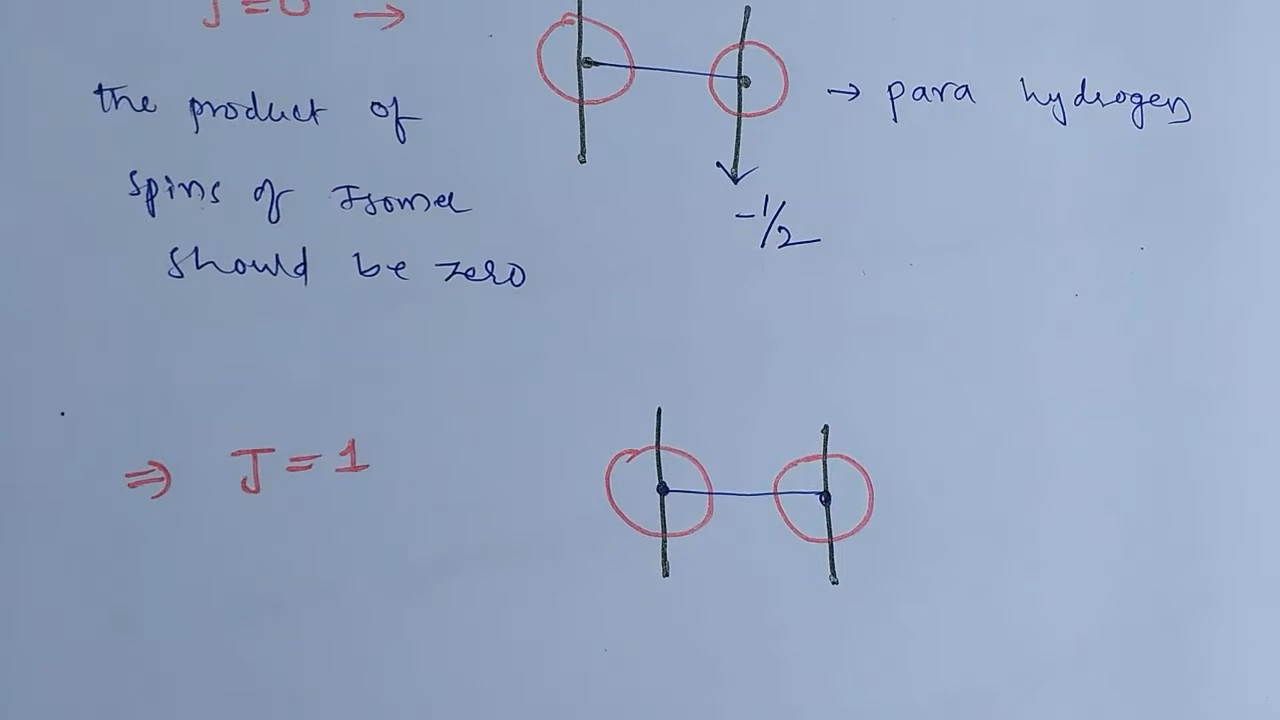 J = 0 →
the product of
spins of Isomer
should be zero
→ para hydrogen
-1/2
⇒ J = 1